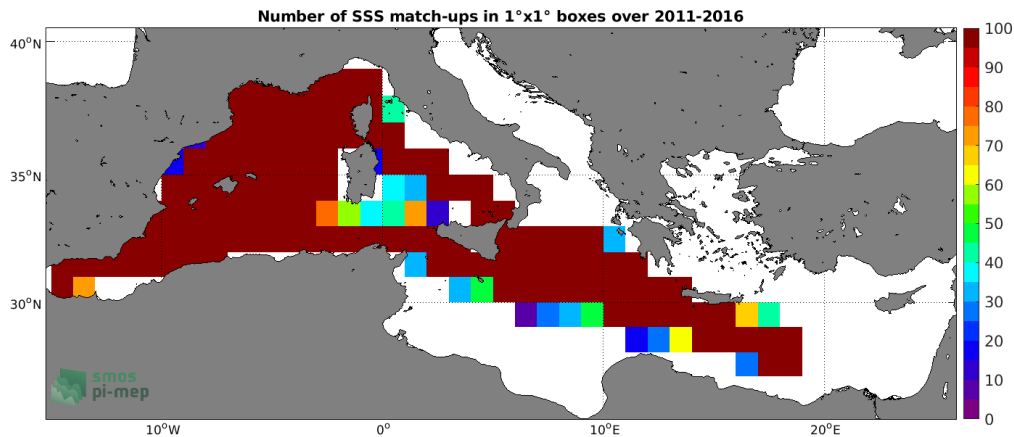 Number of SSS match-ups in 1°x1° boxes over 2011-2016
40°N
35°N
30°N
10°W
0°
10°E
20°E
100
90
80
70
60
50
40
30
20
10
0
smos
pi-mep